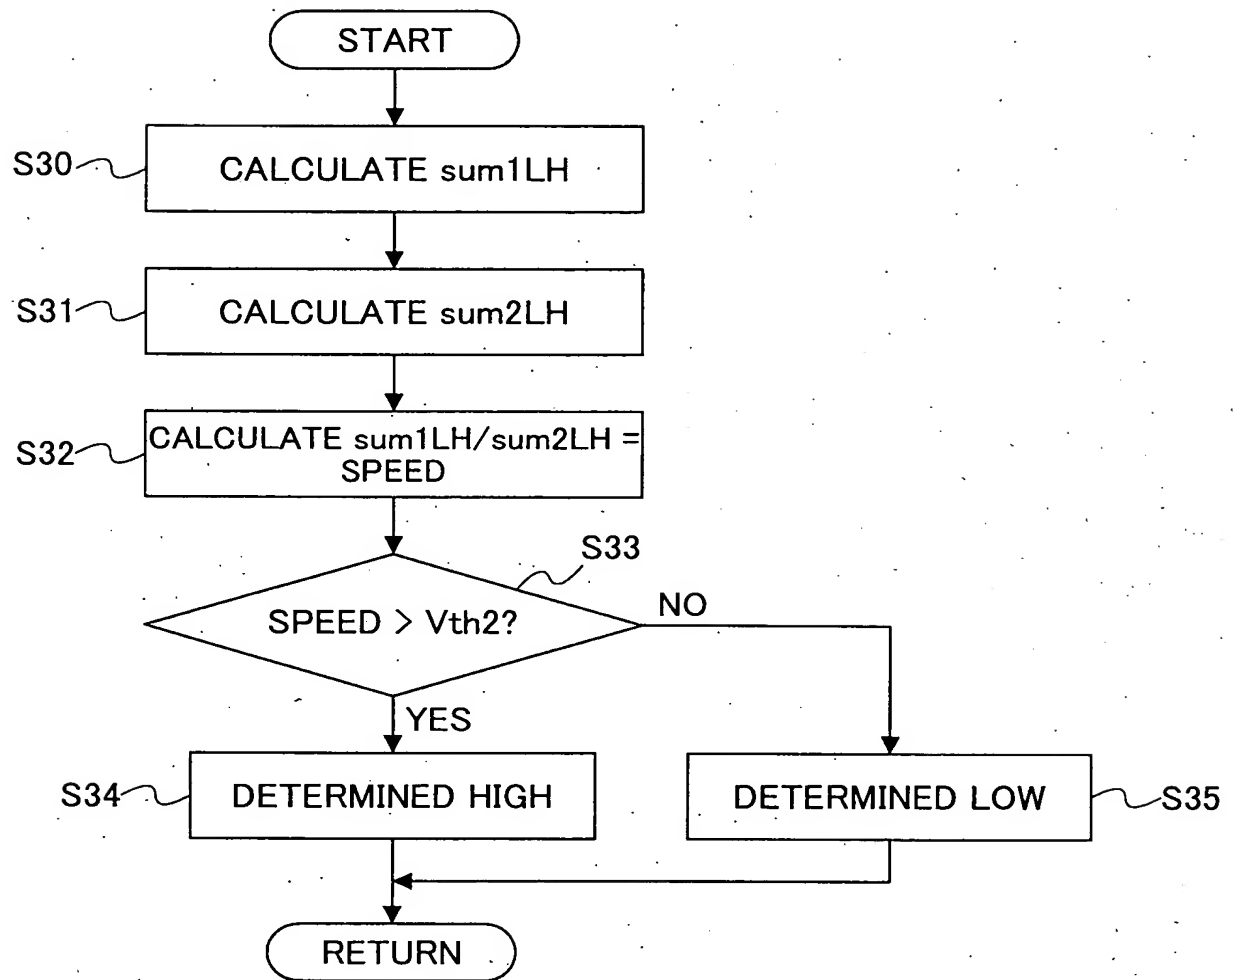 START
S30
CALCULATE sum1LH
S31
CALCULATE sum2LH
S32
CALCULATE sum1LH/sum2LH =
SPEED
S33
SPEED > Vth2?
NO
YES
S34
DETERMINED HIGH
DETERMINED LOW
S35
RETURN